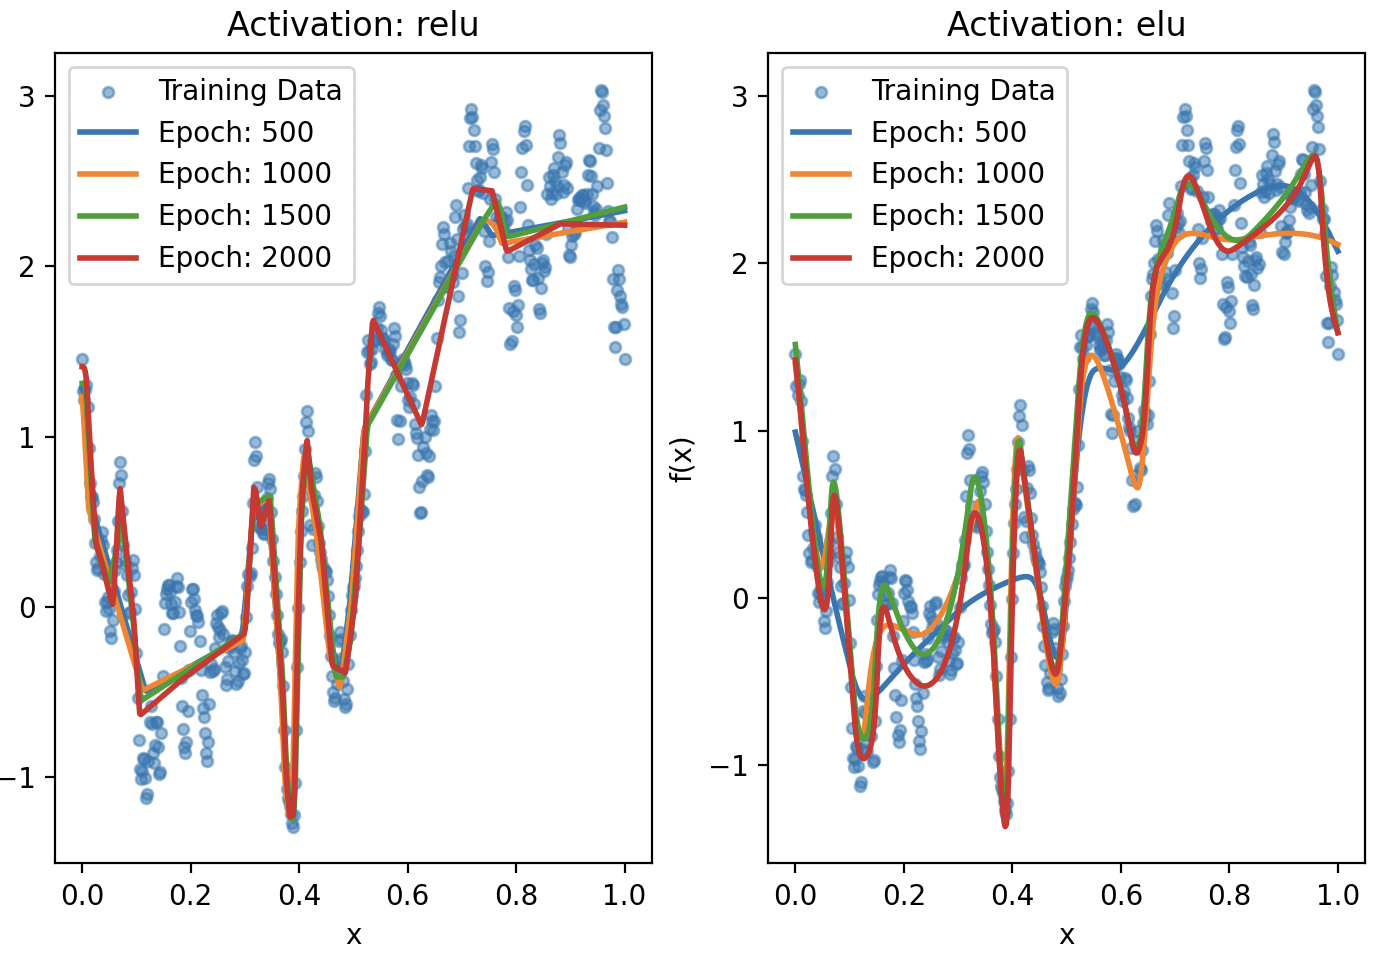 Activation: relu
Training Data
Epoch: 500
Epoch: 1000
Epoch: 1500
Epoch: 2000
3
2
1
0
−1
0.0 0.2 0.4 0.6 0.8 1.0
x
Activation: elu
Training Data
Epoch: 500
Epoch: 1000
Epoch: 1500
Epoch: 2000
f(x)
3
2
1
0
−1
0.0 0.2 0.4 0.6 0.8 1.0
x